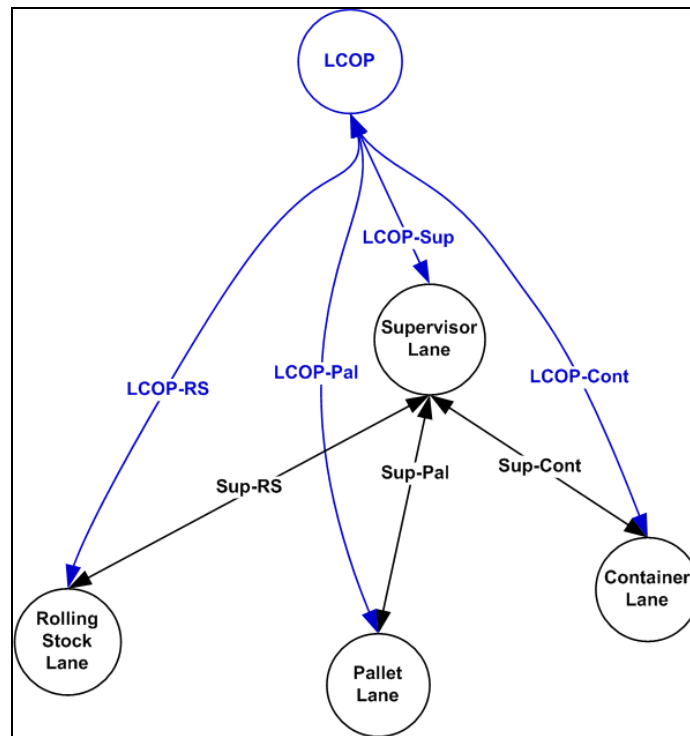 LCOP
LCOP-Sup
Supervisor
Lane
LCOP-RS
LCOP-Pal
LCOP-Cont
Sup-RS
Sup-Pal
Sup-Cont
Rolling
Stock
Lane
Pallet
Lane
Container
Lane